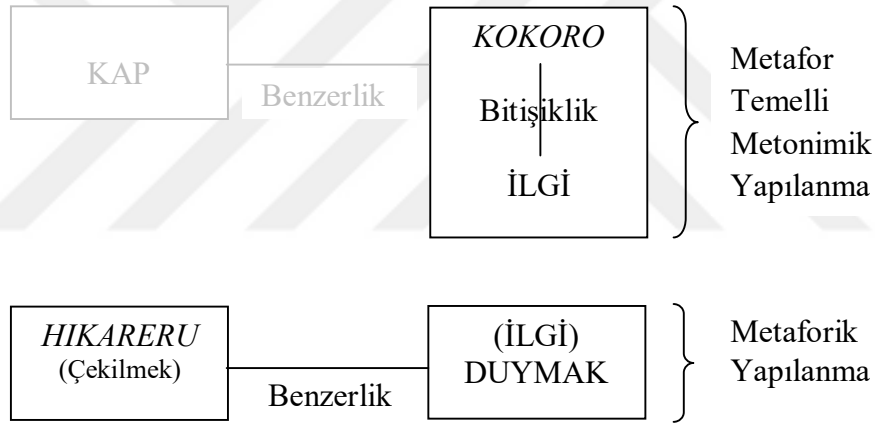 KAP
Benzerlik
KOKORO
Bitişiklik
İLGİ
Metafor
Temelli
Metonimik
Yapılanma
HIKARERU
(Çekilmek)
Benzerlik
(İLGİ)
DUYMAK
Metaforik
Yapılanma